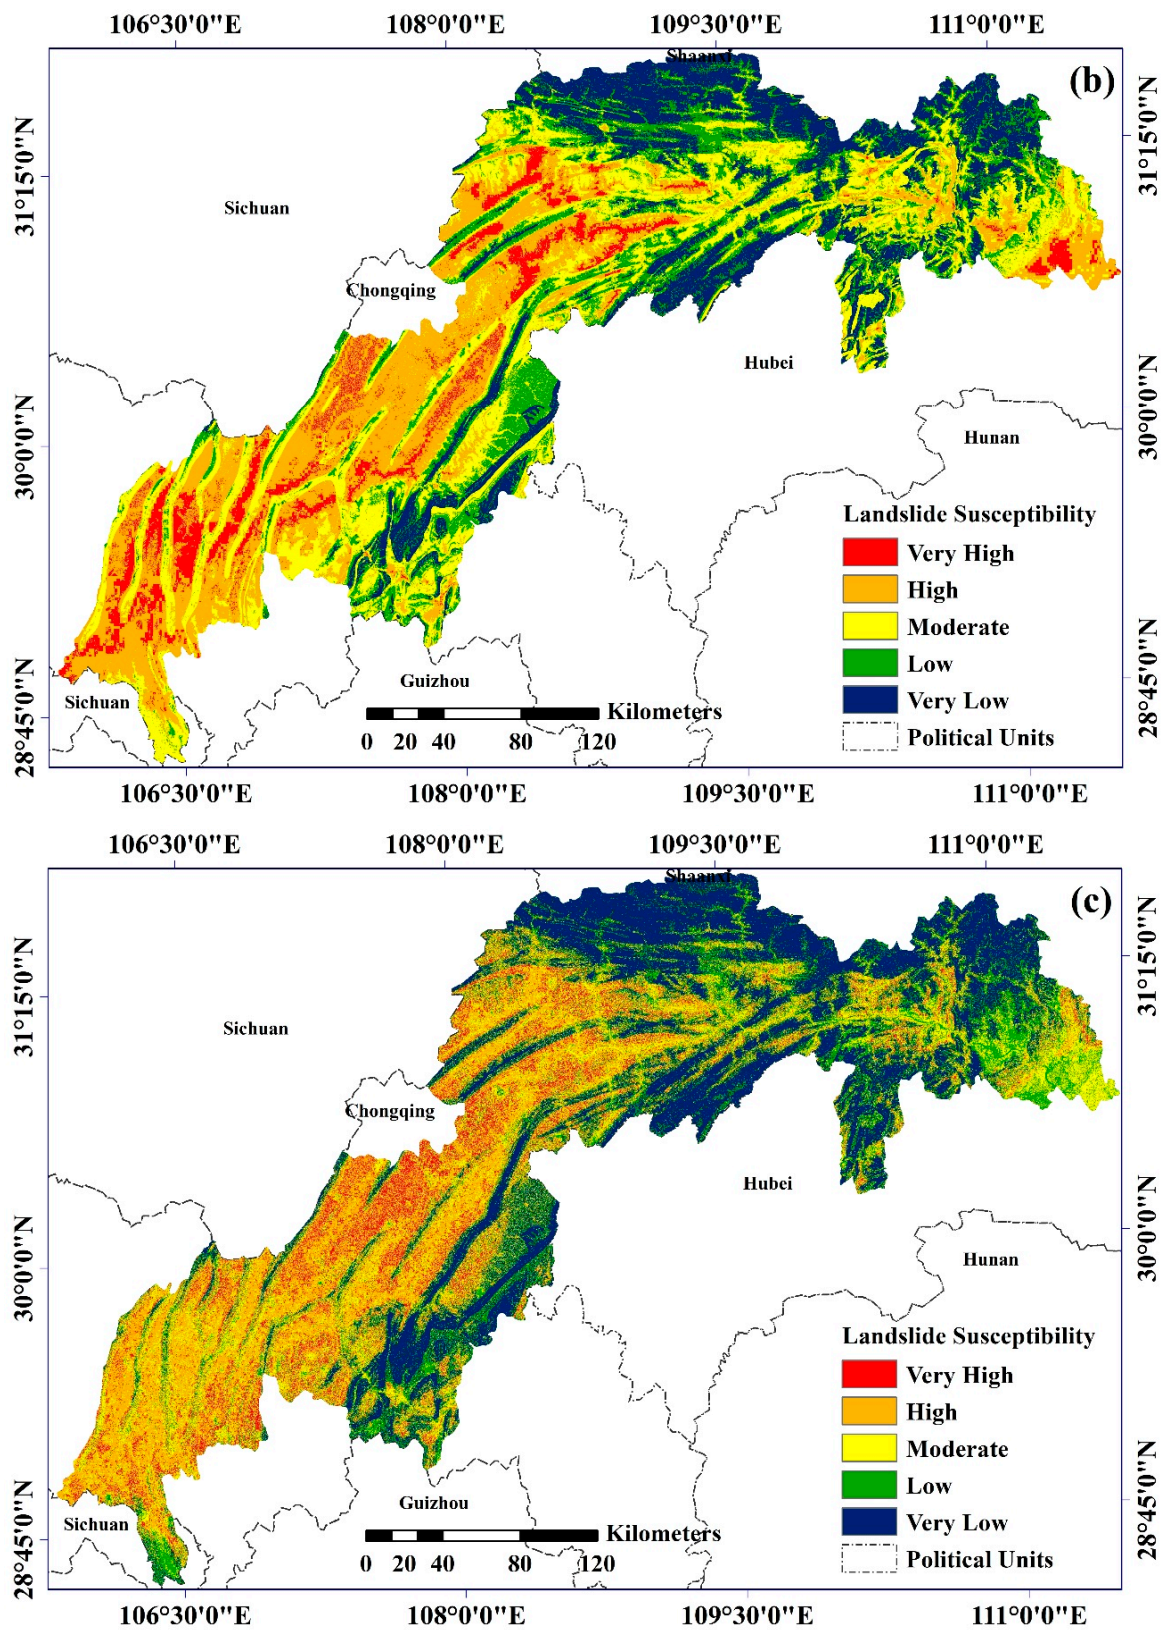 106°30'0"E 108°0'0"E 109°30'0"E 111°0'0"E
Shaanxi
(b)
31°15'0"N
31°15'0"N
Sichuan
Chongqing
Hubei
30°0'0"N
30°0'0"N
Hunan
Landslide Susceptibility
Very High
High
Moderate
Low
Very Low
Political Units
Guizhou
Sichuan
28°45'0"N
28°45'0"N
Kilometers
0 20 40 80 120
106°30'0"E 108°0'0"E 109°30'0"E 111°0'0"E
106°30'0"E 108°0'0"E 109°30'0"E 111°0'0"E
Shaanxi
(c)
31°15'0"N
31°15'0"N
Sichuan
Chongqing
Hubei
30°0'0"N
30°0'0"N
Hunan
Landslide Susceptibility
Very High
High
Moderate
Low
Very Low
Political Units
Guizhou
Sichuan
28°45'0"N
28°45'0"N
Kilometers
0 20 40 80 120
106°30'0"E 108°0'0"E 109°30'0"E 111°0'0"E